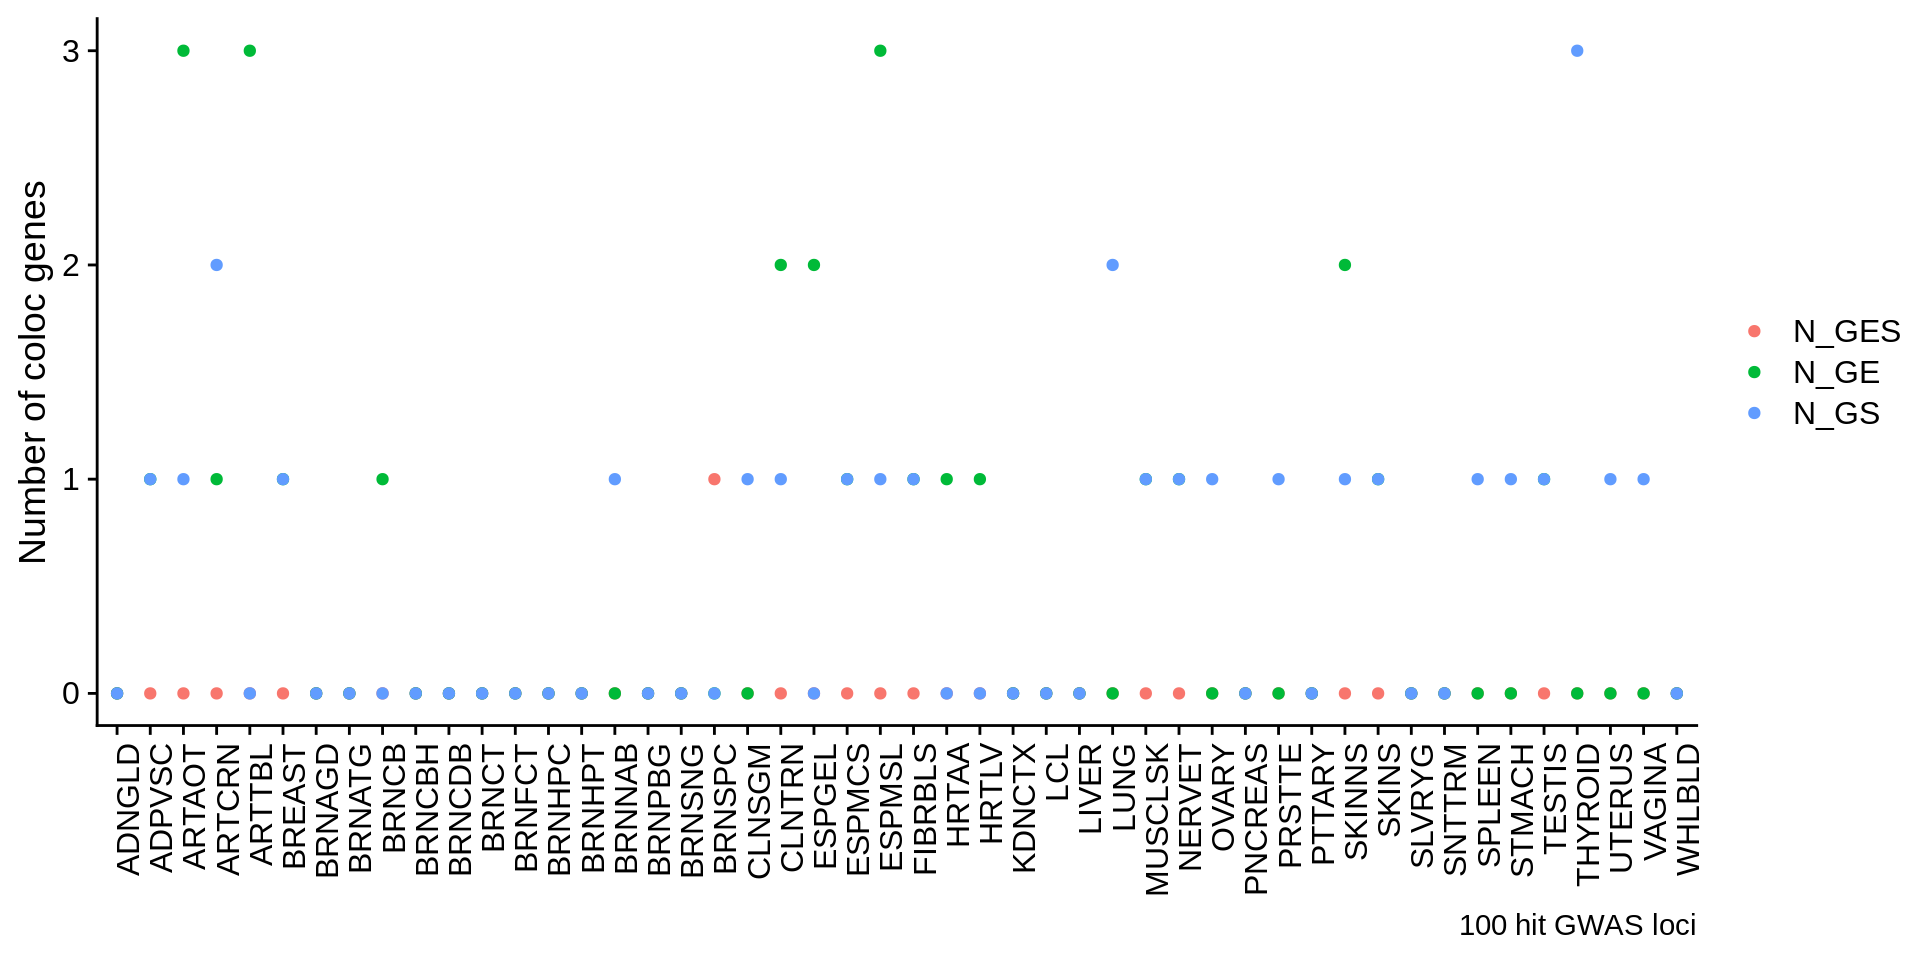 Number of coloc genes
3
2
1
0
ADNGLD
ADPVSC
ARTAOT
ARTCRN
ARTTBL
BREAST
BRNAGD
BRNATG
BRNCB
BRNCBH
BRNCDB
BRNCT
BRNFCT
BRNHPC
BRNHPT
BRNNAB
BRNPBG
BRNSNG
BRNSPC
CLNSGM
CLNTRN
ESPGEL
ESPMCS
ESPMSL
FIBRBLS
HRTAA
HRTLV
KDNCTX
LCL
LIVER
LUNG
MUSCLSK
NERVET
OVARY
PNCREAS
PRSTTE
PTTARY
SKINNS
SKINS
SLVRYG
SNTTRM
SPLEEN
STMACH
TESTIS
THYROID
UTERUS
VAGINA
WHLBLD
N_GES
N_GE
N_GS
100 hit GWAS loci